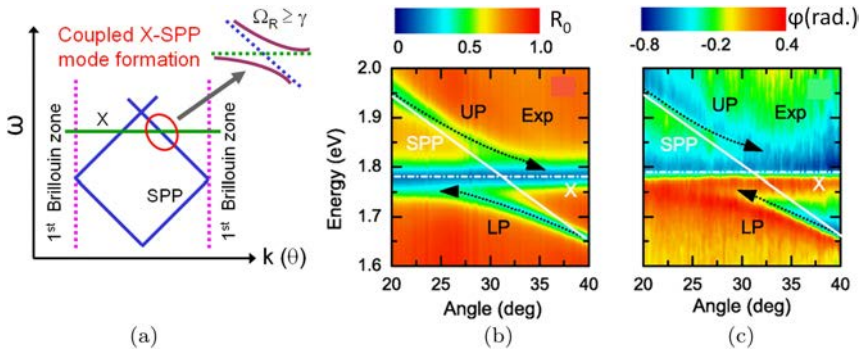 Coupled X-SPP
mode formation
Ω_R ≥ γ
ω
X
SPP
1st Brillouin zone
1st Brillouin zone
k (θ)
(a)
R₀
0 0.5 1.0
Energy (eV)
2.0
1.9
1.8
1.7
1.6
UP
Exp
SPP
X
LP
20 25 30 35 40
Angle (deg)
(b)
φ(rad.)
-0.8 -0.2 0.4
UP
Exp
SPP
X
LP
20 25 30 35 40
Angle (deg)
(c)